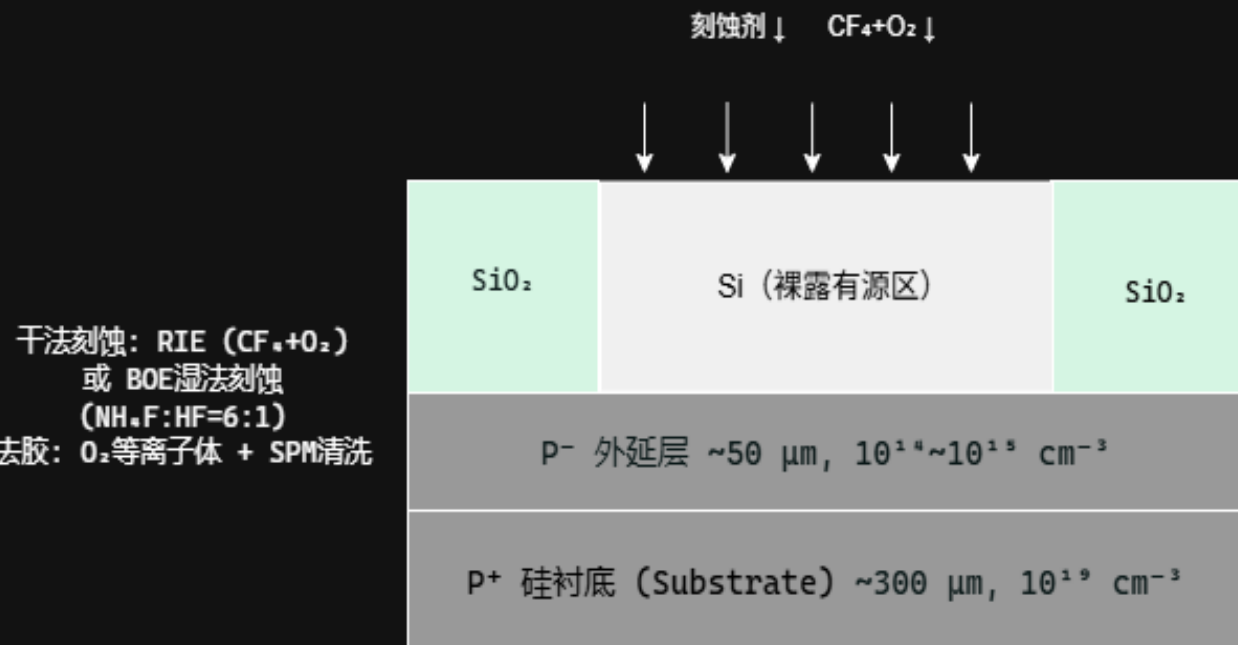 刻蚀剂↓ CF₄+O₂↓
SiO₂
Si（裸露有源区）
SiO₂
干法刻蚀: RIE (CF₄+O₂)
或 BOE湿法刻蚀
(NH₄F:HF=6:1)
去胶: O₂等离子体 + SPM清洗
P⁻ 外延层 ~50 μm, 10¹⁴~10¹⁵ cm⁻³
P⁺ 硅衬底 (Substrate) ~300 μm, 10¹⁹ cm⁻³